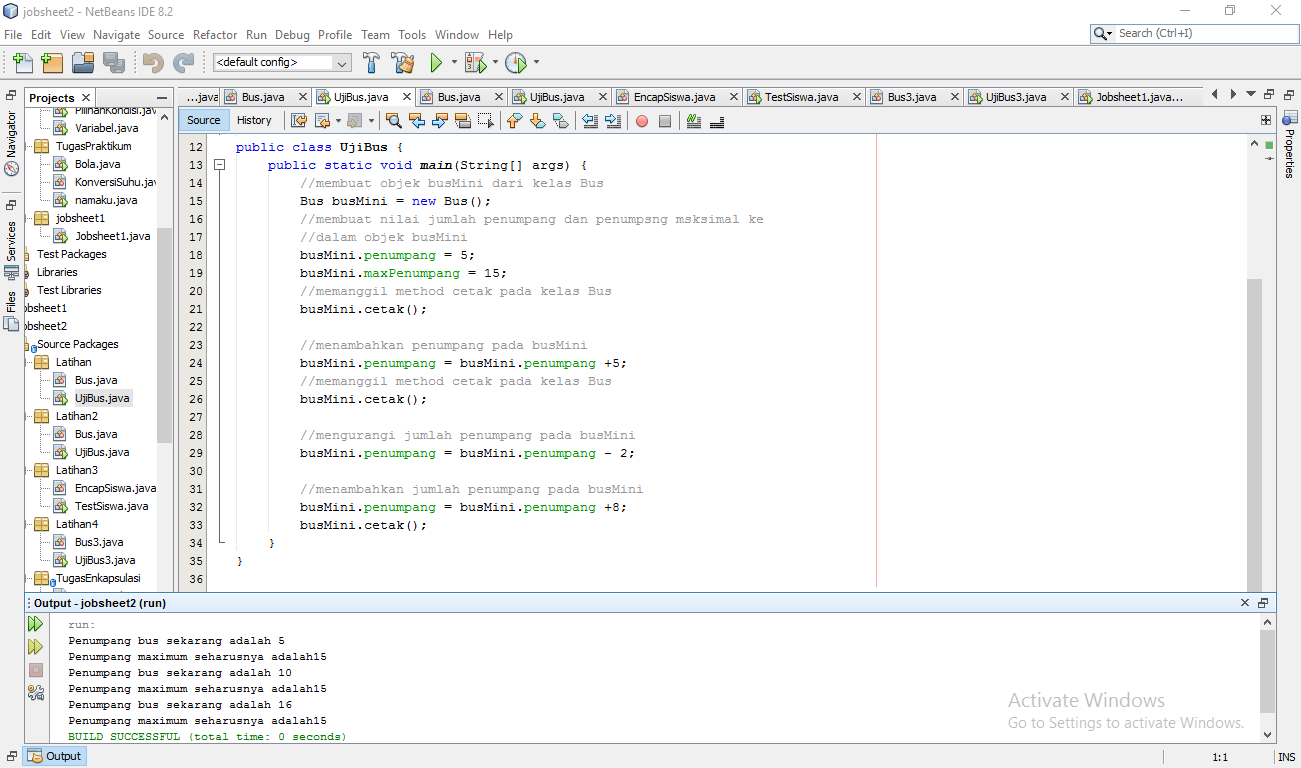 jobsheet2 - NetBeans IDE 8.2
File Edit View Navigate Source Refactor Run Debug Profile Team Tools Window Help
Search (Ctrl+I)
<default config>
Projects
...java Bus.java UjiBus.java Bus.java UjiBus.java EncapSiswa.java TestSiswa.java Bus3.java UjiBus3.java Jobsheet1.java...
Source History
Navigator
Services
Files
Properties
PilihanKondisi.jav
Variabel.java
TugasPraktikum
Bola.java
KonversiSuhu.jav
namaku.java
jobsheet1
Jobsheet1.java
Test Packages
Libraries
Test Libraries
obsheet1
obsheet2
Source Packages
Latihan
Bus.java
UjiBus.java
Latihan2
Bus.java
UjiBus.java
Latihan3
EncapSiswa.java
TestSiswa.java
Latihan4
Bus3.java
UjiBus3.java
TugasEnkapsulasi
12 public class UjiBus {
13 public static void main(String[] args) {
14 //membuat objek busMini dari kelas Bus
15 Bus busMini = new Bus();
16 //membuat nilai jumlah penumpang dan penumpsng msksimal ke
17 //dalam objek busMini
18 busMini.penumpang = 5;
19 busMini.maxPenumpang = 15;
20 //memanggil method cetak pada kelas Bus
21 busMini.cetak();
22
23 //menambahkan penumpang pada busMini
24 busMini.penumpang = busMini.penumpang +5;
25 //memanggil method cetak pada kelas Bus
26 busMini.cetak();
27
28 //mengurangi jumlah penumpang pada busMini
29 busMini.penumpang = busMini.penumpang - 2;
30
31 //menambahkan jumlah penumpang pada busMini
32 busMini.penumpang = busMini.penumpang +8;
33 busMini.cetak();
34 }
35 }
36
Output - jobsheet2 (run)
run:
Penumpang bus sekarang adalah 5
Penumpang maximum seharusnya adalah15
Penumpang bus sekarang adalah 10
Penumpang maximum seharusnya adalah15
Penumpang bus sekarang adalah 16
Penumpang maximum seharusnya adalah15
BUILD SUCCESSFUL (total time: 0 seconds)
Activate Windows
Go to Settings to activate Windows.
Output
1:1 INS